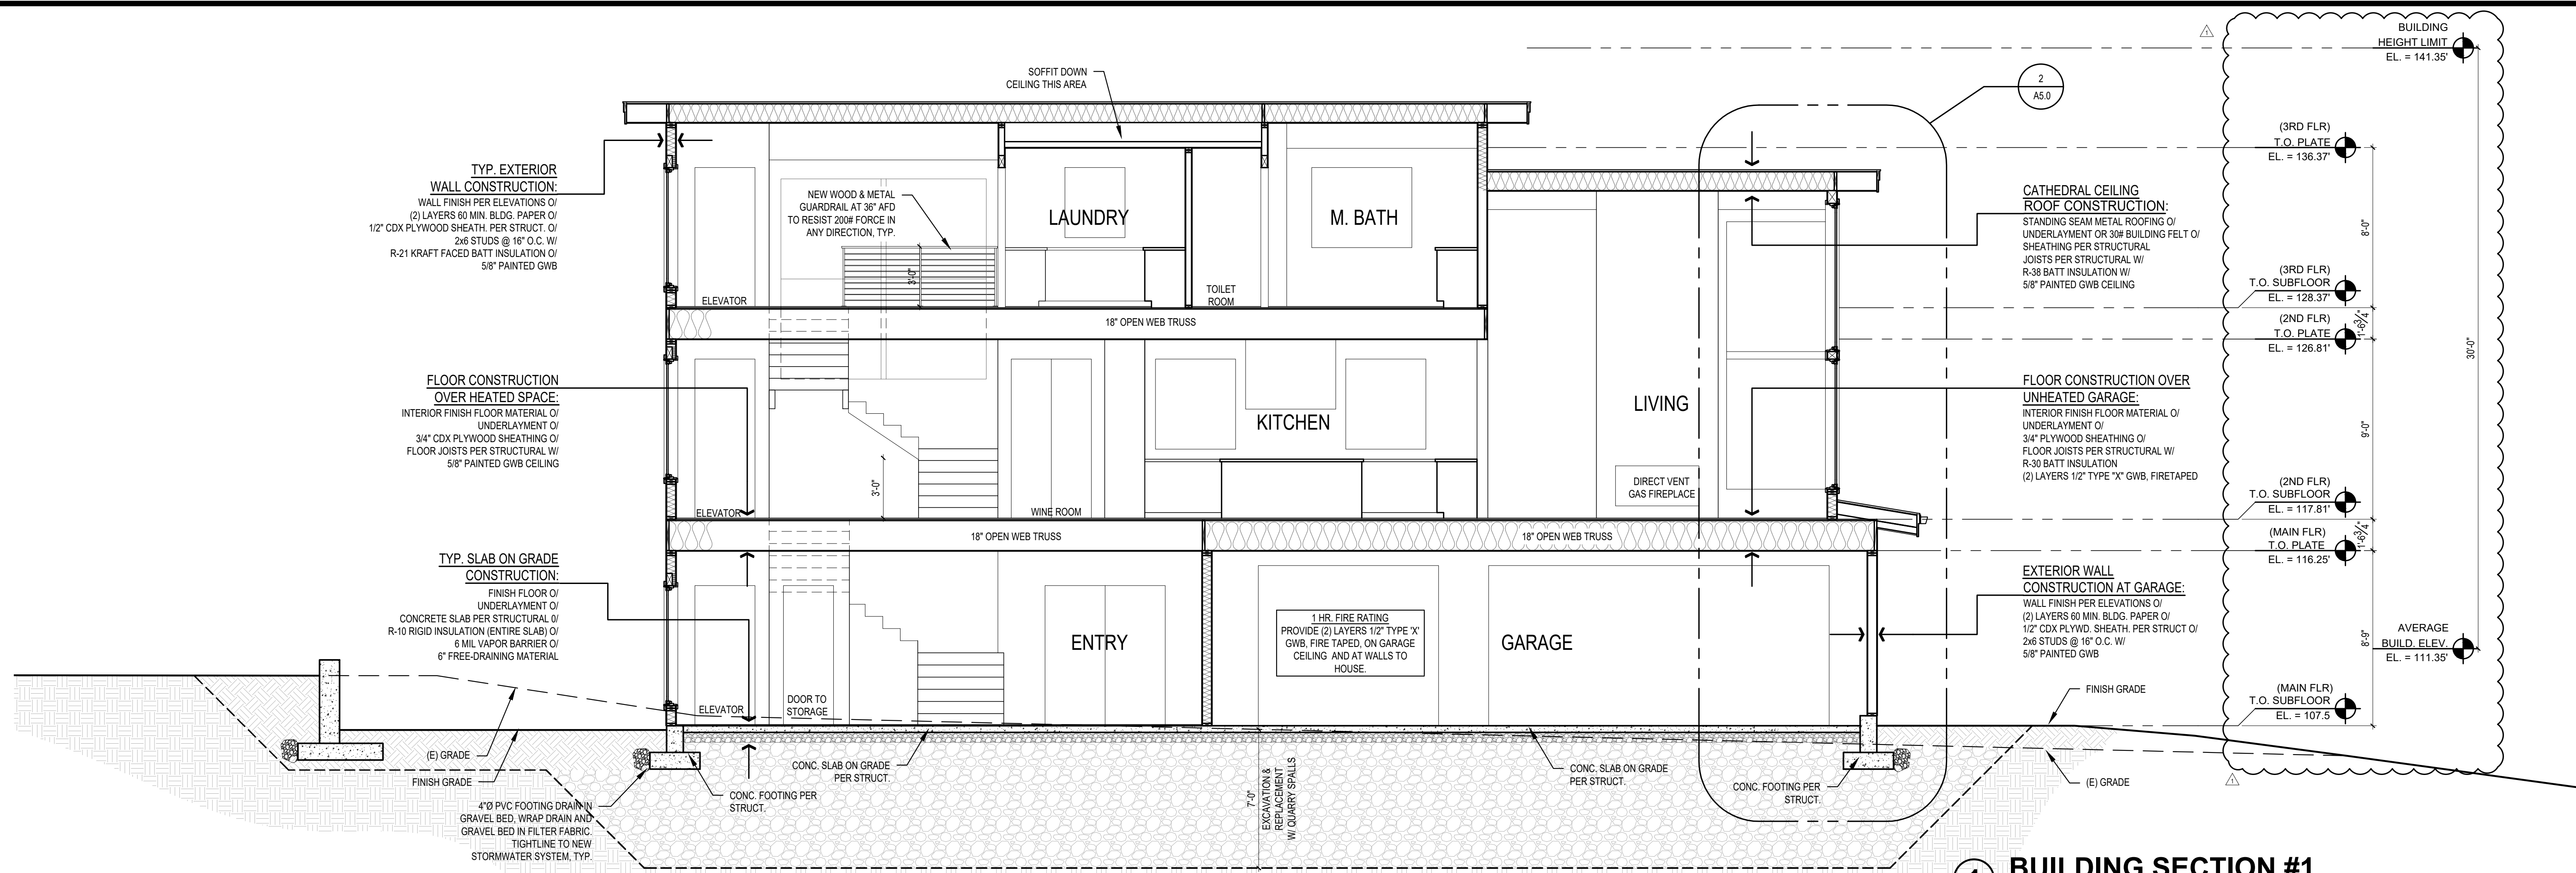 SOFFIT DOWN
CEILING THIS AREA
TYP. EXTERIOR
WALL CONSTRUCTION:
WALL FINISH PER ELEVATIONS O/
(2) LAYERS 60 MIN. BLDG. PAPER O/
1/2" CDX PLYWOOD SHEATH. PER STRUCT. O/
2x6 STUDS @ 16" O.C. W/
R-21 KRAFT FACED BATT INSULATION O/
5/8" PAINTED GWB
NEW WOOD & METAL
GUARDRAIL AT 36" AFD
TO RESIST 200# FORCE IN
ANY DIRECTION, TYP.
3'-0"
LAUNDRY
M. BATH
ELEVATOR
TOILET
ROOM
18" OPEN WEB TRUSS
FLOOR CONSTRUCTION
OVER HEATED SPACE:
INTERIOR FINISH FLOOR MATERIAL O/
UNDERLAYMENT O/
3/4" CDX PLYWOOD SHEATHING O/
FLOOR JOISTS PER STRUCTURAL W/
5/8" PAINTED GWB CEILING
KITCHEN
LIVING
3'-0"
DIRECT VENT
GAS FIREPLACE
ELEVATOR
WINE ROOM
18" OPEN WEB TRUSS
18" OPEN WEB TRUSS
TYP. SLAB ON GRADE
CONSTRUCTION:
FINISH FLOOR O/
UNDERLAYMENT O/
CONCRETE SLAB PER STRUCTURAL 0/
R-10 RIGID INSULATION (ENTIRE SLAB) O/
6 MIL VAPOR BARRIER O/
6" FREE-DRAINING MATERIAL
ENTRY
1 HR. FIRE RATING
PROVIDE (2) LAYERS 1/2" TYPE 'X'
GWB, FIRE TAPED, ON GARAGE
CEILING AND AT WALLS TO
HOUSE.
GARAGE
ELEVATOR
DOOR TO
STORAGE
(E) GRADE
FINISH GRADE
4"Ø PVC FOOTING DRAIN IN
GRAVEL BED, WRAP DRAIN AND
GRAVEL BED IN FILTER FABRIC.
TIGHTLINE TO NEW
STORMWATER SYSTEM, TYP.
CONC. FOOTING PER
STRUCT.
CONC. SLAB ON GRADE
PER STRUCT.
7'-0"
EXCAVATION &
REPLACEMENT
W/ QUARRY SPALLS
CONC. SLAB ON GRADE
PER STRUCT.
CONC. FOOTING PER
STRUCT.
2
A5.0
CATHEDRAL CEILING
ROOF CONSTRUCTION:
STANDING SEAM METAL ROOFING O/
UNDERLAYMENT OR 30# BUILDING FELT O/
SHEATHING PER STRUCTURAL
JOISTS PER STRUCTURAL W/
R-38 BATT INSULATION W/
5/8" PAINTED GWB CEILING
FLOOR CONSTRUCTION OVER
UNHEATED GARAGE:
INTERIOR FINISH FLOOR MATERIAL O/
UNDERLAYMENT O/
3/4" PLYWOOD SHEATHING O/
FLOOR JOISTS PER STRUCTURAL W/
R-30 BATT INSULATION
(2) LAYERS 1/2" TYPE "X" GWB, FIRETAPED
EXTERIOR WALL
CONSTRUCTION AT GARAGE:
WALL FINISH PER ELEVATIONS O/
(2) LAYERS 60 MIN. BLDG. PAPER O/
1/2" CDX PLYWD. SHEATH. PER STRUCT O/
2x6 STUDS @ 16" O.C. W/
5/8" PAINTED GWB
FINISH GRADE
(E) GRADE
1
BUILDING
HEIGHT LIMIT
EL. = 141.35'
(3RD FLR)
T.O. PLATE
EL. = 136.37'
8'-0"
(3RD FLR)
T.O. SUBFLOOR
EL. = 128.37'
1'-6 3/4"
(2ND FLR)
T.O. PLATE
EL. = 126.81'
30'-0"
9'-0"
(2ND FLR)
T.O. SUBFLOOR
EL. = 117.81'
1'-6 3/4"
(MAIN FLR)
T.O. PLATE
EL. = 116.25'
8'-9"
AVERAGE
BUILD. ELEV.
EL. = 111.35'
(MAIN FLR)
T.O. SUBFLOOR
EL. = 107.5
1
1
BUILDING SECTION #1